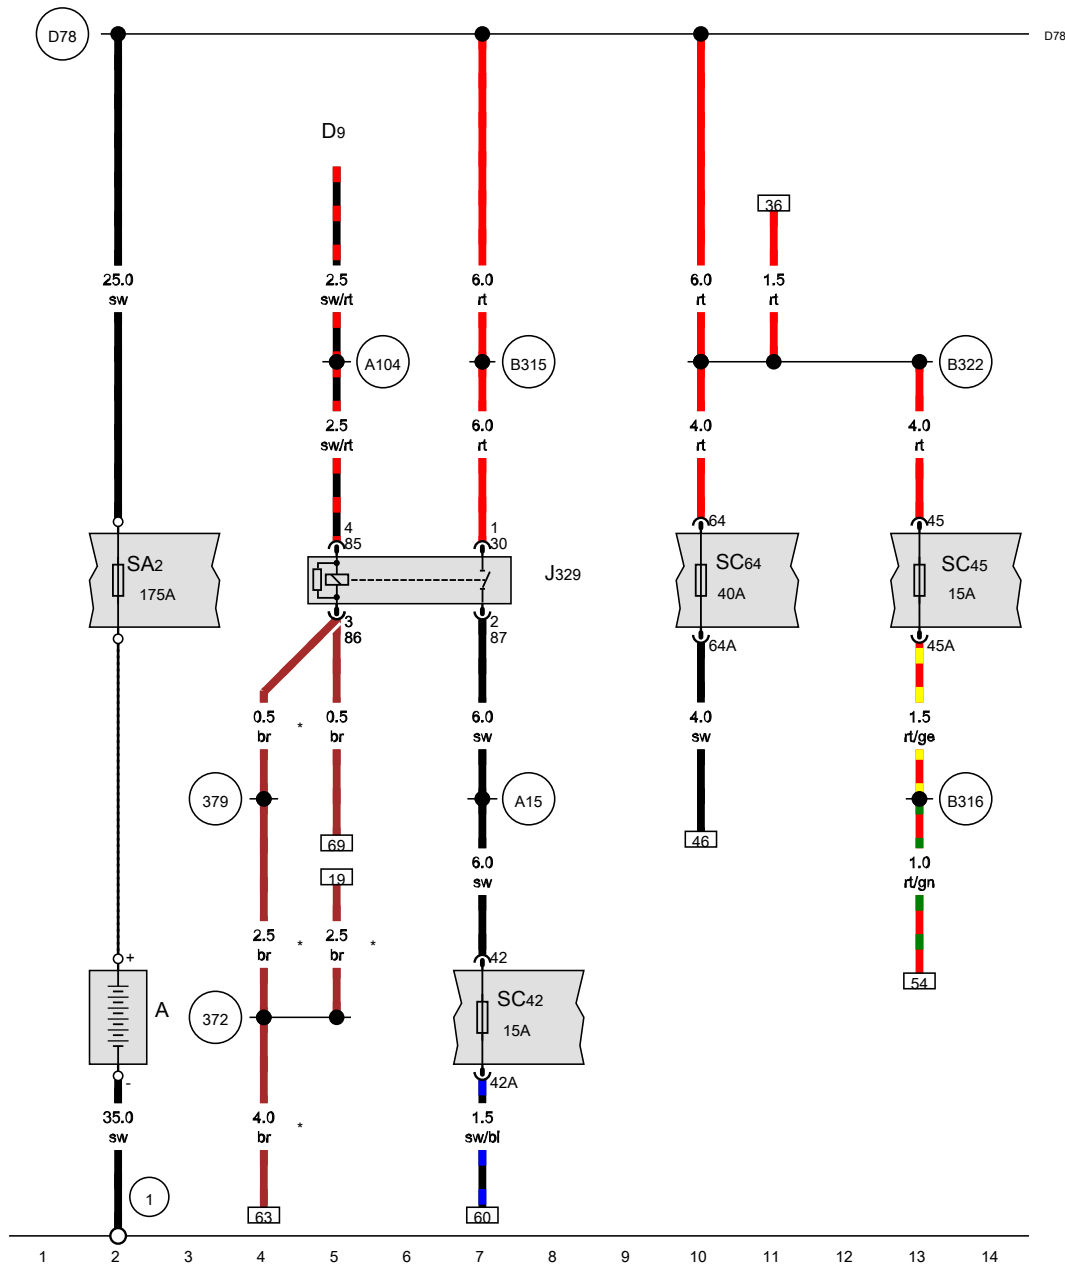 D78
D78
D9
36
25.0
sw
2.5
sw/rt
6.0
rt
6.0
rt
1.5
rt
A104
B315
B322
2.5
sw/rt
6.0
rt
4.0
rt
4.0
rt
4
85
1
30
64
45
SA2
175A
J329
SC64
40A
SC45
15A
3
86
2
87
64A
45A
0.5
br
*
0.5
br
6.0
sw
4.0
sw
1.5
rt/ge
379
A15
B316
69
46
19
6.0
sw
1.0
rt/gn
2.5
br
*
2.5
br
*
+
42
54
A
SC42
15A
372
-
42A
35.0
sw
4.0
br
*
1.5
sw/bl
1
63
60
1 2 3 4 5 6 7 8 9 10 11 12 13 14